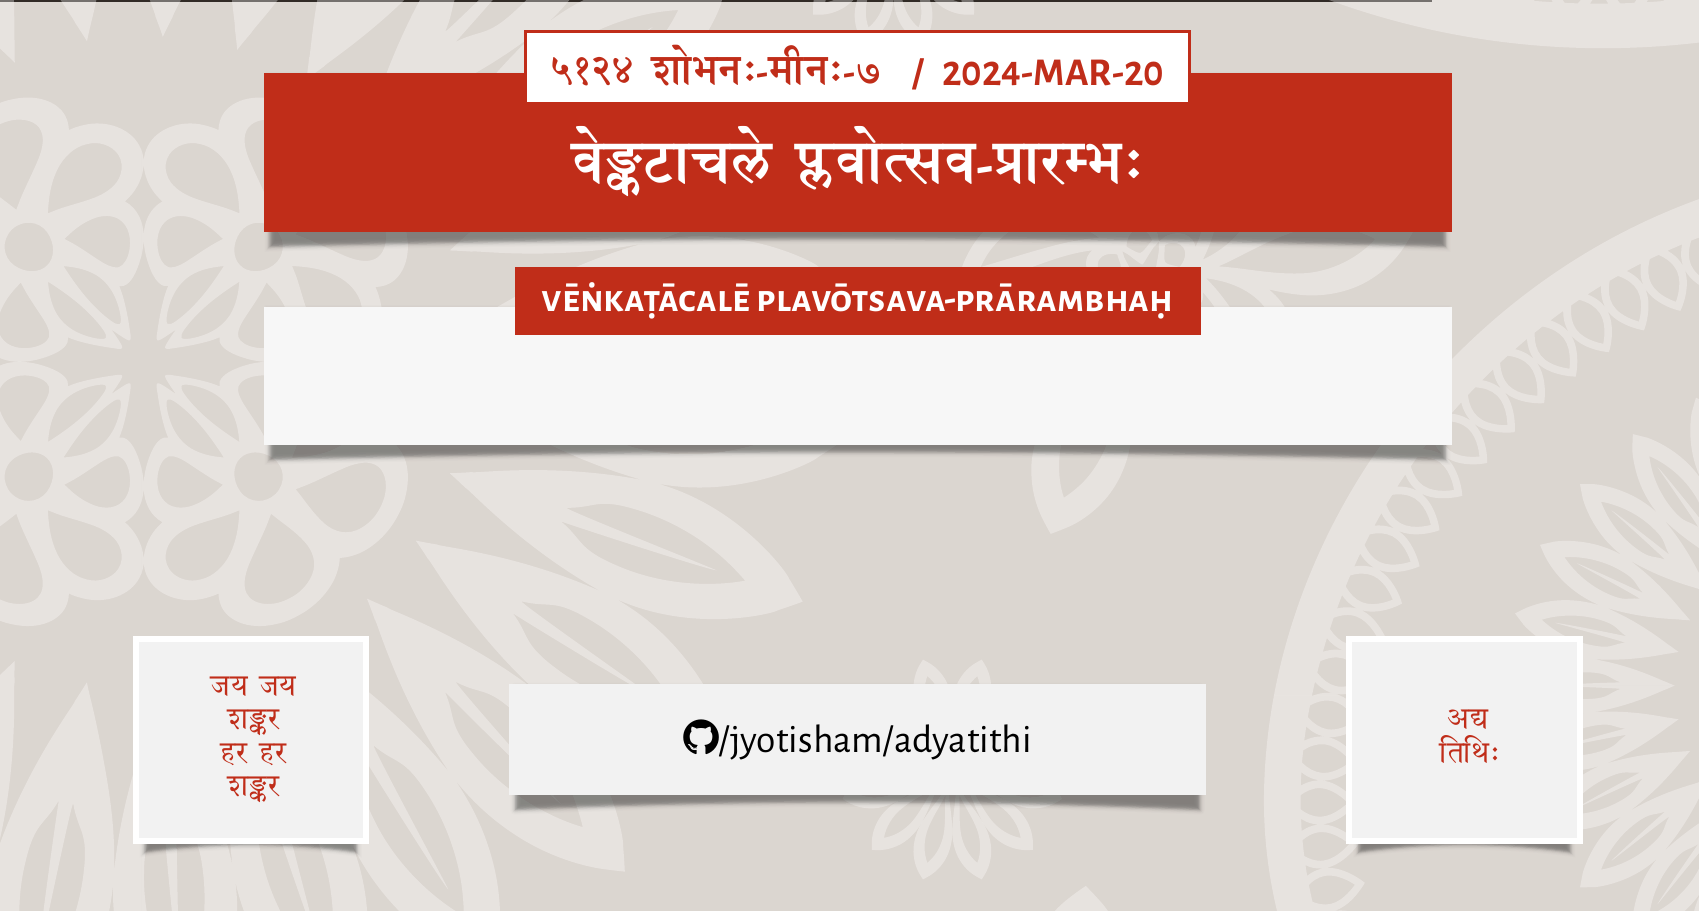 ५१२४ शोभनः-मीनः-७ / 2024-MAR-20
वेङ्कटाचले प्लवोत्सव-प्रारम्भः
VĒṄKAṬĀCALĒ PLAVŌTSAVA-PRĀRAMBHAḤ
जय जय
शङ्कर
हर हर
शङ्कर
/jyotisham/adyatithi
अद्य
तिथिः